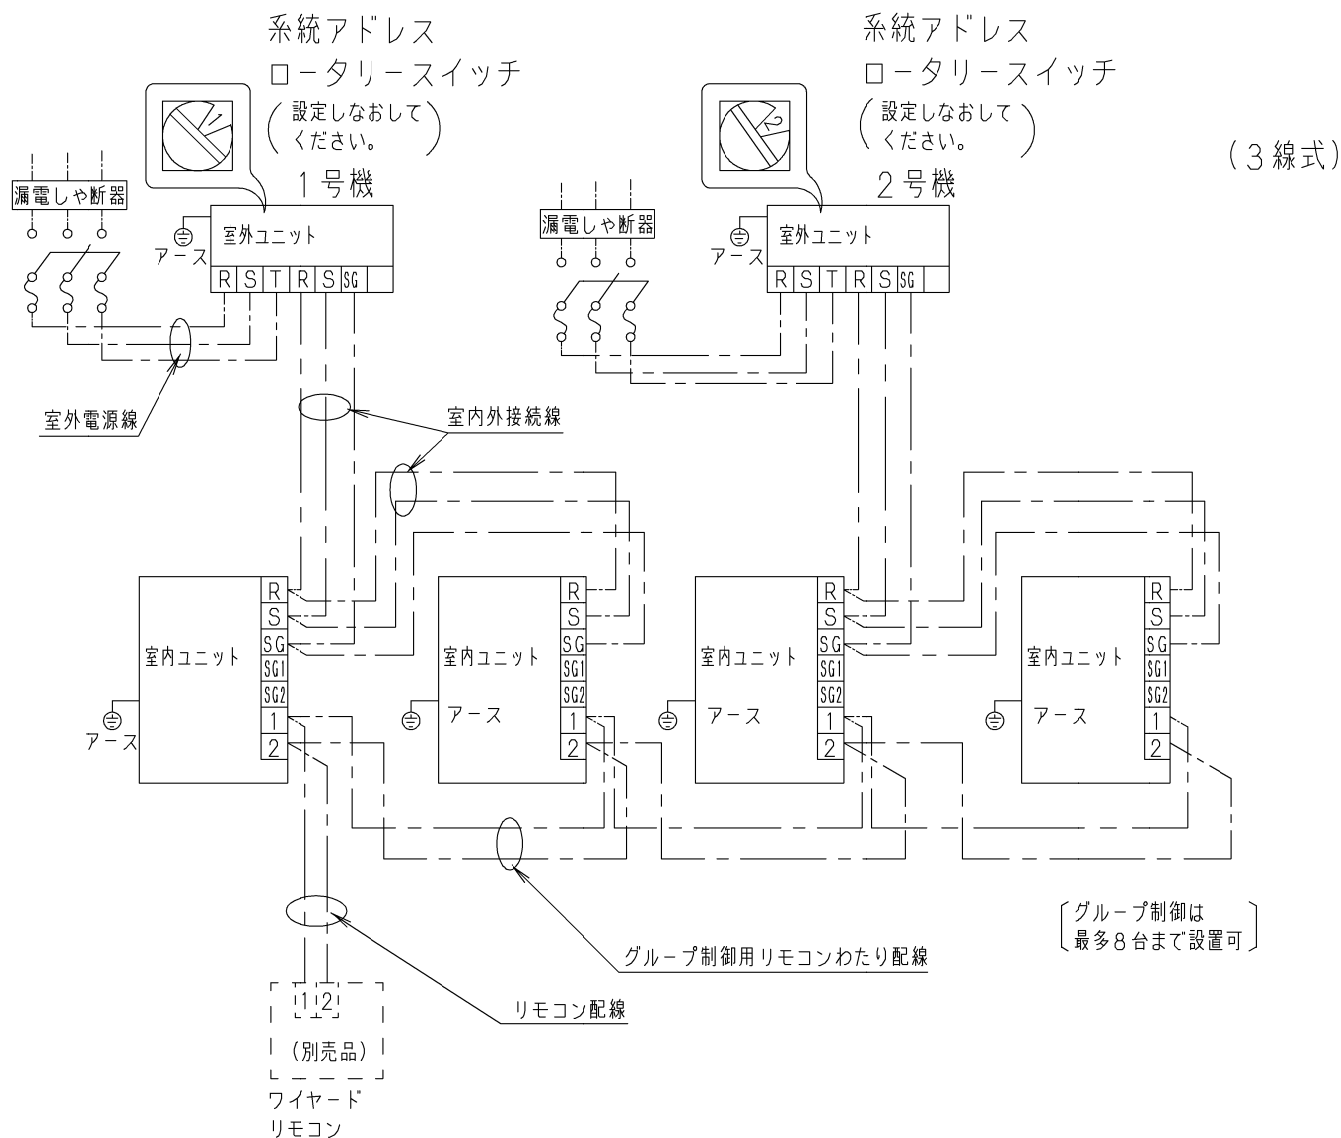 系統アドレス
ロータリースイッチ
(設定しなおして
ください。)
1号機
系統アドレス
ロータリースイッチ
(設定しなおして
ください。)
2号機
(3線式)
1
2
漏電しゃ断器
アース
室外ユニット
R S T R S SG
漏電しゃ断器
アース
室外ユニット
R S T R S SG
室外電源線
室内外接続線
室内ユニット
アース
R
S
SG
SG1
SG2
1
2
室内ユニット
アース
R
S
SG
SG1
SG2
1
2
室内ユニット
アース
R
S
SG
SG1
SG2
1
2
室内ユニット
アース
R
S
SG
SG1
SG2
1
2
〔グループ制御は
最多8台まで設置可〕
グループ制御用リモコンわたり配線
リモコン配線
1 2
(別売品)
ワイヤード
リモコン